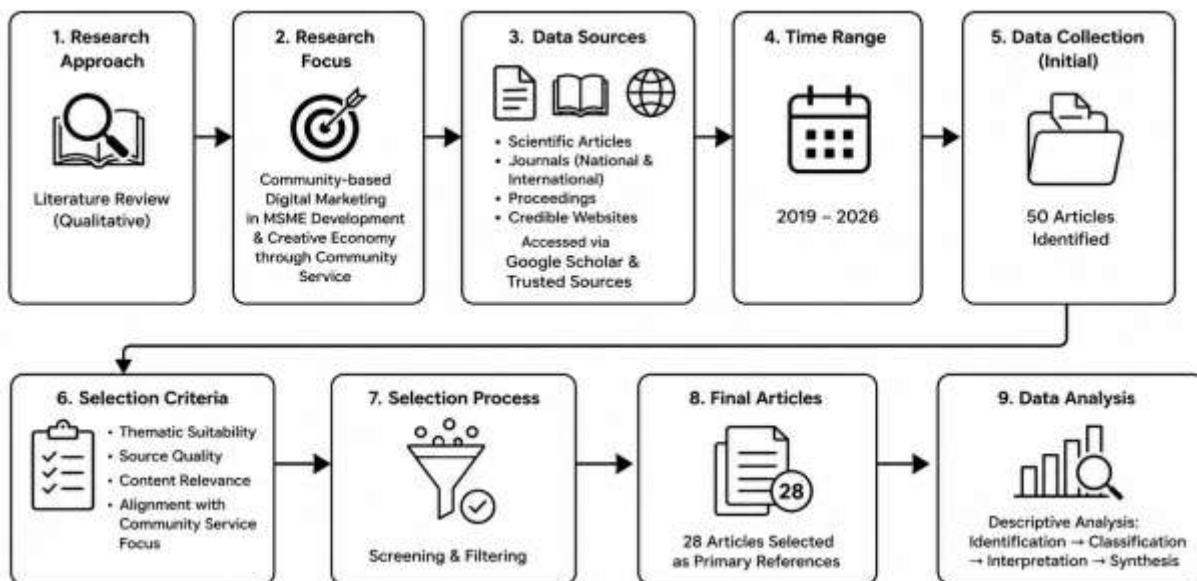 1. Research
Approach
Literature Review
(Qualitative)
2. Research
Focus
Community-based
Digital Marketing
in MSME Development
& Creative Economy
through Community
Service
3. Data Sources
• Scientific Articles
• Journals (National &
International)
• Proceedings
• Credible Websites
Accessed via
Google Scholar &
Trusted Sources
4. Time Range
2019 – 2026
5. Data Collection
(Initial)
50 Articles
Identified
6. Selection Criteria
• Thematic Suitability
• Source Quality
• Content Relevance
• Alignment with
Community Service
Focus
7. Selection Process
Screening & Filtering
8. Final Articles
28
28 Articles Selected
as Primary References
9. Data Analysis
Descriptive Analysis:
Identification → Classification
→ Interpretation → Synthesis